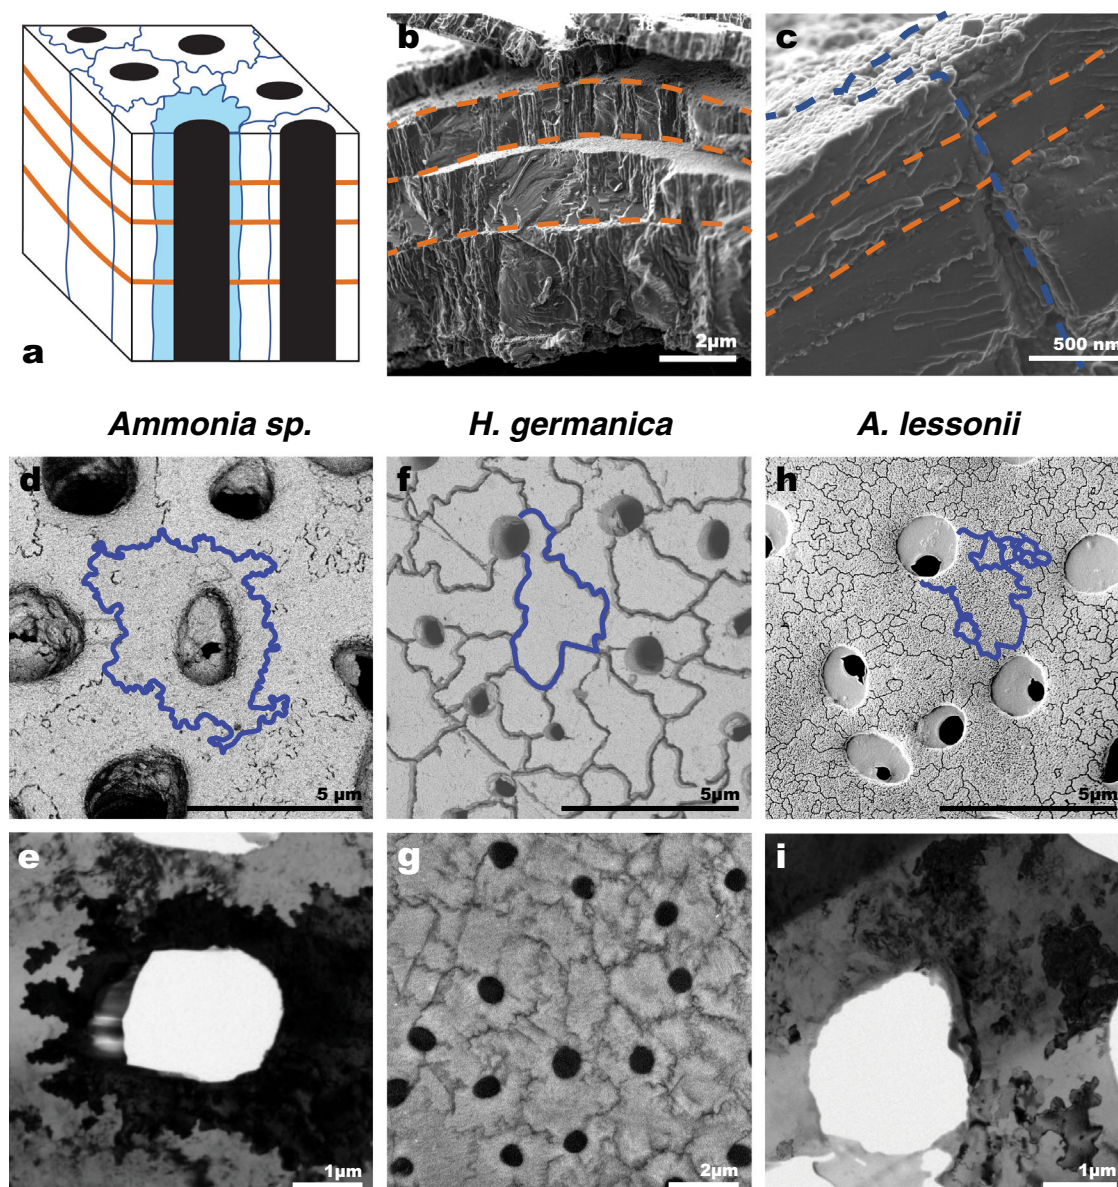 a
b
2µm
c
500 nm
Ammonia sp.
H. germanica
A. lessonii
d
5 µm
f
5µm
h
5µm
e
1µm
g
2µm
i
1µm